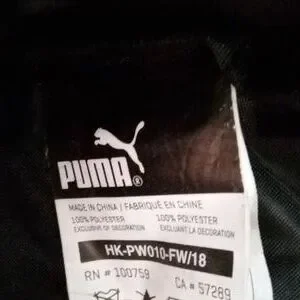 PUMA®
MADE IN CHINA / FABRIQUE EN CHINE
100% POLYESTER 100% POLYESTER
EXCLUSIVE OF DECORATION EXCLUANT LA DECORATION
HK-PW010-FW/18
RN # 100759 CA # 57289